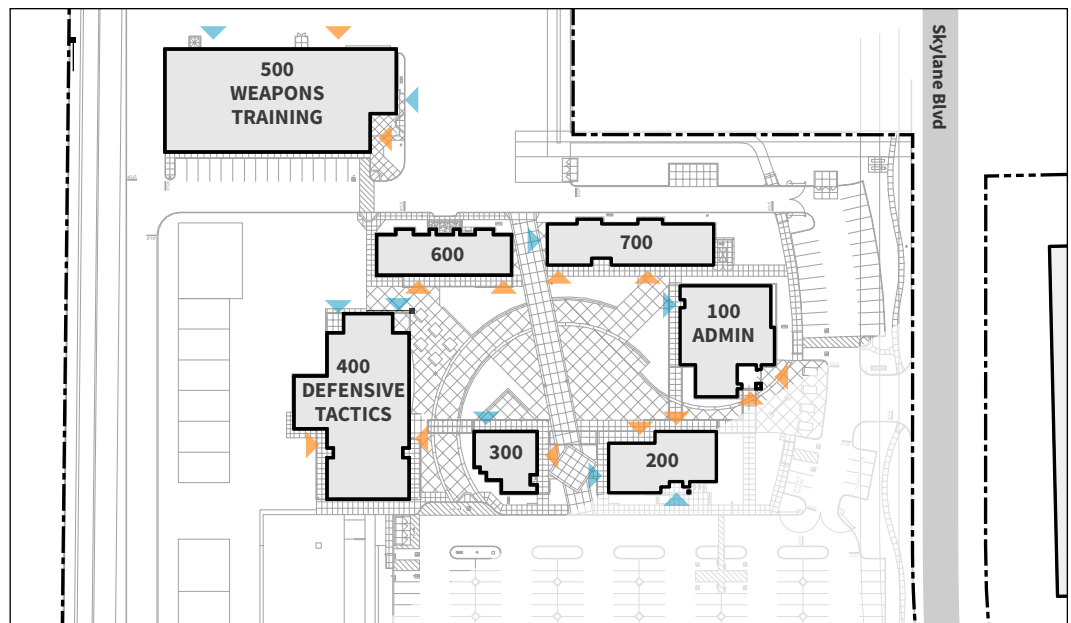 Skylane Blvd
500
WEAPONS
TRAINING
600
700
100
ADMIN
400
DEFENSIVE
TACTICS
300
200